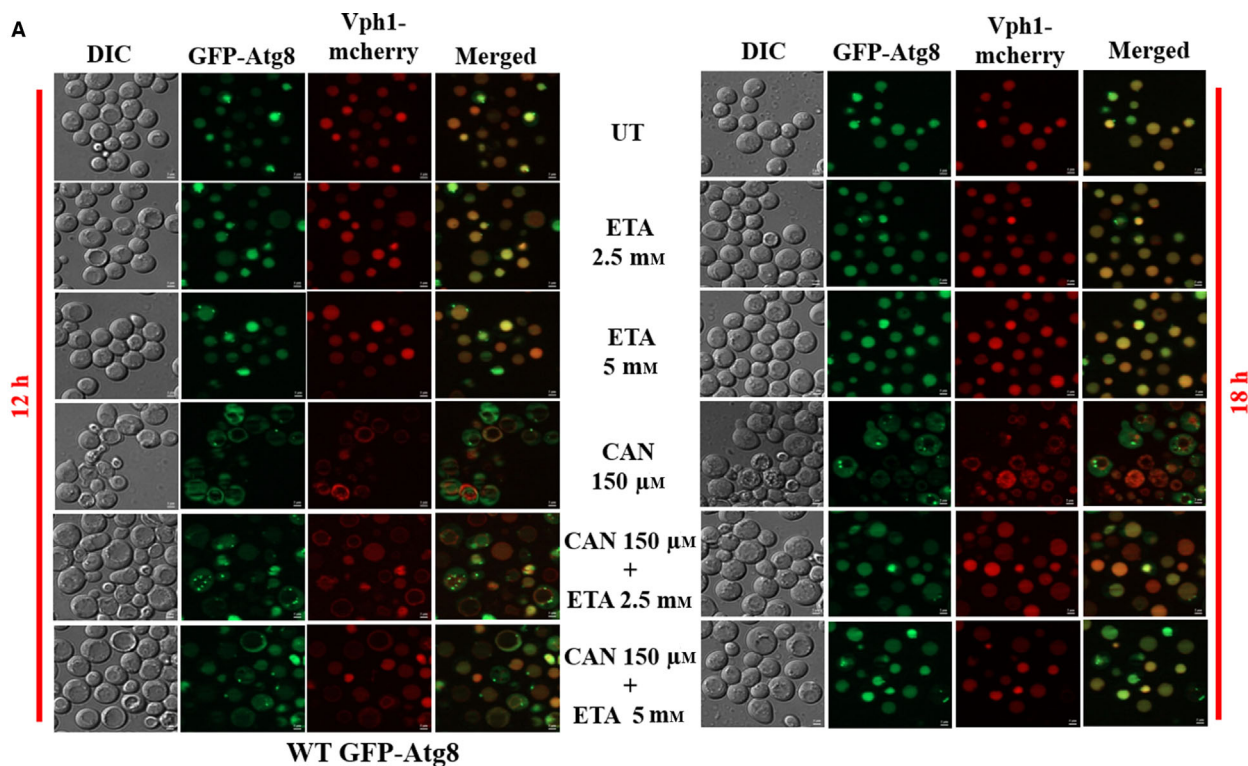 A
DIC
GFP-Atg8
Vph1-
mcherry
Merged
DIC
GFP-Atg8
Vph1-
mcherry
Merged
12 h
UT
ETA
2.5 mM
ETA
5 mM
CAN
150 µM
CAN 150 µM
+
ETA 2.5 mM
CAN 150 µM
+
ETA 5 mM
18 h
WT GFP-Atg8